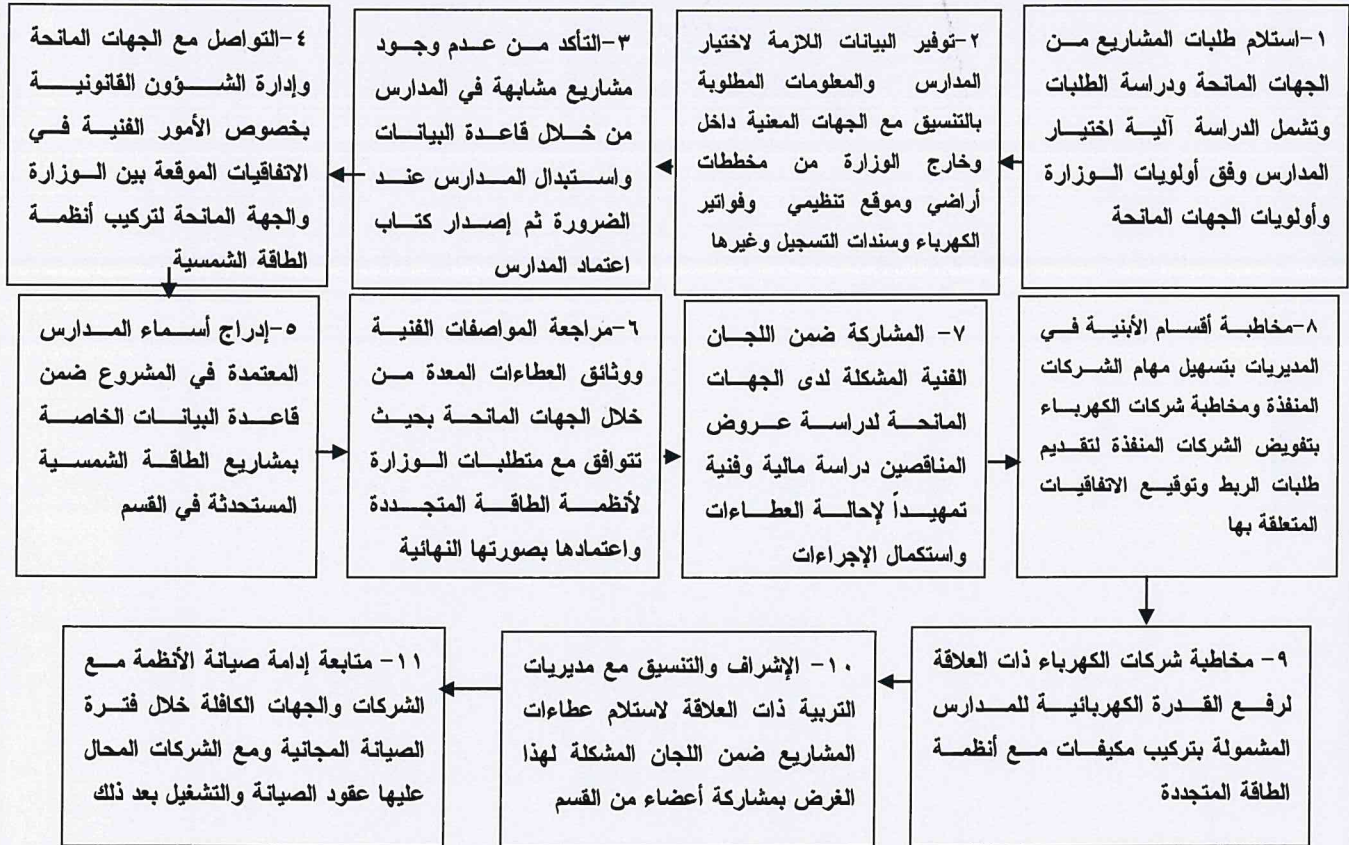 ١-استلام طلبات المشاريع من
الجهات المانحة ودراسة الطلبات
وتشمل الدراسة آلية اختيار
المدارس وفق أولويات الوزارة
وأولويات الجهات المانحة
٢-توفير البيانات اللازمة لاختيار
المدارس والمعلومات المطلوبة
بالتنسيق مع الجهات المعنية داخل
وخارج الوزارة من مخططات
أراضي وموقع تنظيمي وفواتير
الكهرباء وسندات التسجيل وغيرها
٣-التأكد من عدم وجود
مشاريع مشابهة في المدارس
من خلال قاعدة البيانات
واستبدال المدارس عند
الضرورة ثم إصدار كتاب
اعتماد المدارس
٤-التواصل مع الجهات المانحة
وإدارة الشؤون القانونية
بخصوص الأمور الفنية في
الاتفاقيات الموقعة بين الوزارة
والجهة المانحة لتركيب أنظمة
الطاقة الشمسية
٥-إدراج أسماء المدارس
المعتمدة في المشروع ضمن
قاعدة البيانات الخاصة
بمشاريع الطاقة الشمسية
المستحدثة في القسم
٦-مراجعة المواصفات الفنية
ووثائق العطاءات المعدة من
خلال الجهات المانحة بحيث
تتوافق مع متطلبات الوزارة
لأنظمة الطاقة المتجددة
واعتمادها بصورتها النهائية
٧- المشاركة ضمن اللجان
الفنية المشكلة لدى الجهات
المانحة لدراسة عروض
المناقصين دراسة مالية وفنية
تمهيداً لإحالة العطاءات
واستكمال الإجراءات
٨-مخاطبة أقسام الأبنية في
المديريات بتسهيل مهام الشركات
المنفذة ومخاطبة شركات الكهرباء
بتفويض الشركات المنفذة لتقديم
طلبات الربط وتوقيع الاتفاقيات
المتعلقة بها
٩- مخاطبة شركات الكهرباء ذات العلاقة
لرفع القدرة الكهربائية للمدارس
المشمولة بتركيب مكيفات مع أنظمة
الطاقة المتجددة
١٠- الإشراف والتنسيق مع مديريات
التربية ذات العلاقة لاستلام عطاءات
المشاريع ضمن اللجان المشكلة لهذا
الغرض بمشاركة أعضاء من القسم
١١- متابعة إدامة صيانة الأنظمة مع
الشركات والجهات الكافلة خلال فترة
الصيانة المجانية ومع الشركات المحال
عليها عقود الصيانة والتشغيل بعد ذلك